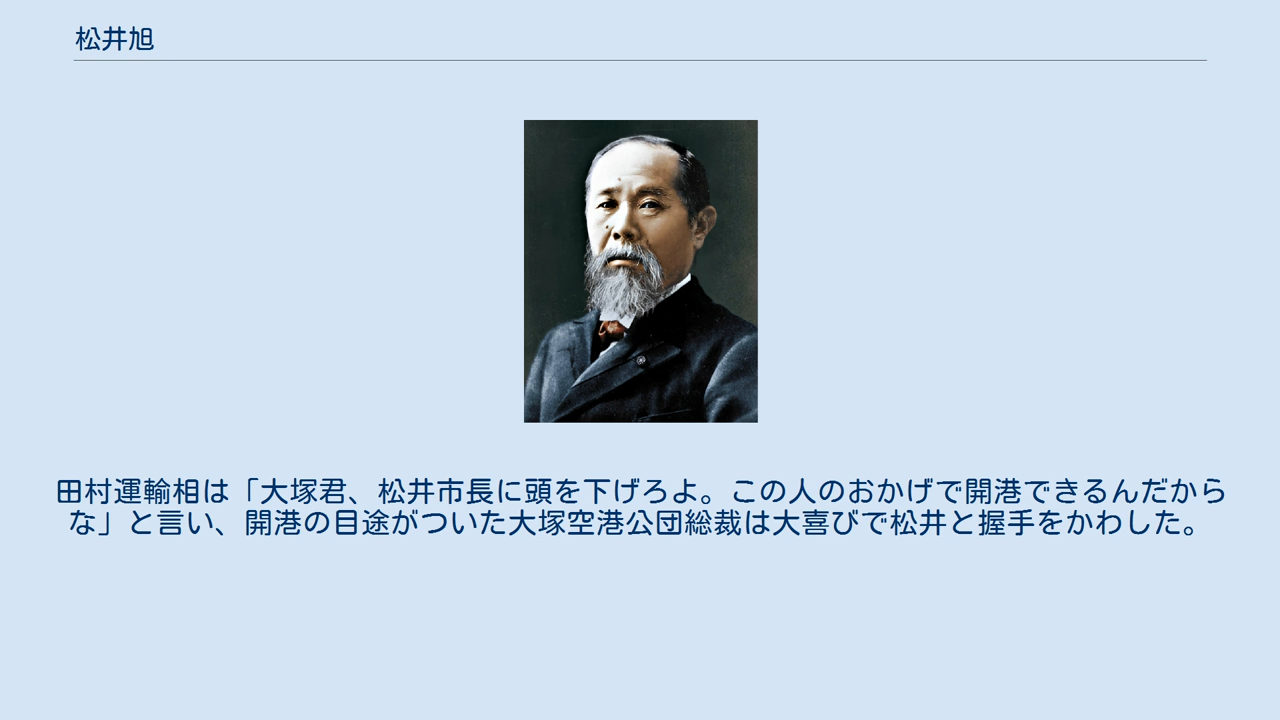 松井旭
田村運輸相は「大塚君、松井市長に頭を下げろよ。この人のおかげで開港できるんだから
な」と言い、開港の目途がついた大塚空港公団総裁は大喜びで松井と握手をかわした。